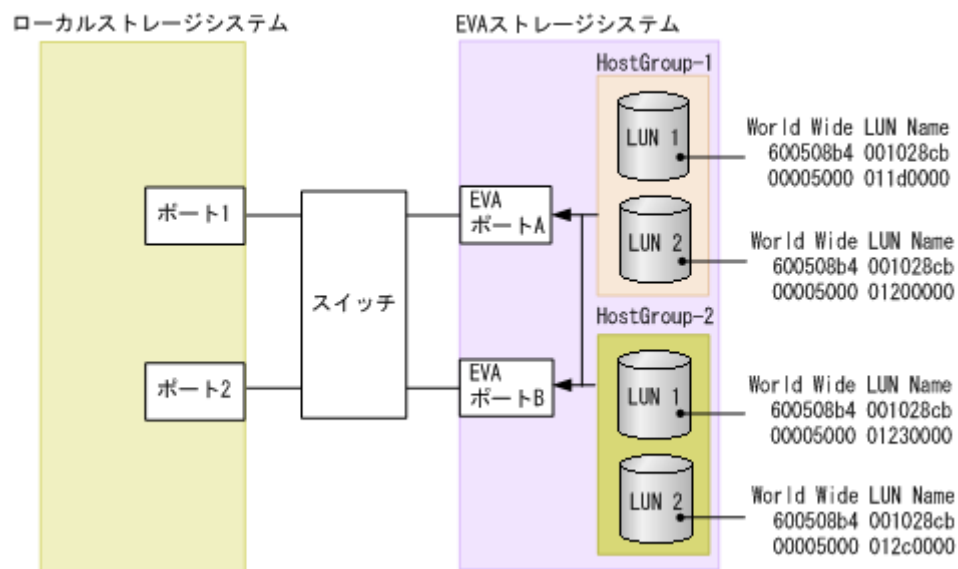 ローカルストレージシステム
EVAストレージシステム
HostGroup-1
LUN 1
World Wide LUN Name
600508b4 001028cb
00005000 011d0000
ポート1
EVA
ポートA
LUN 2
World Wide LUN Name
600508b4 001028cb
00005000 01200000
スイッチ
HostGroup-2
ポート2
EVA
ポートB
LUN 1
World Wide LUN Name
600508b4 001028cb
00005000 01230000
LUN 2
World Wide LUN Name
600508b4 001028cb
00005000 012c0000